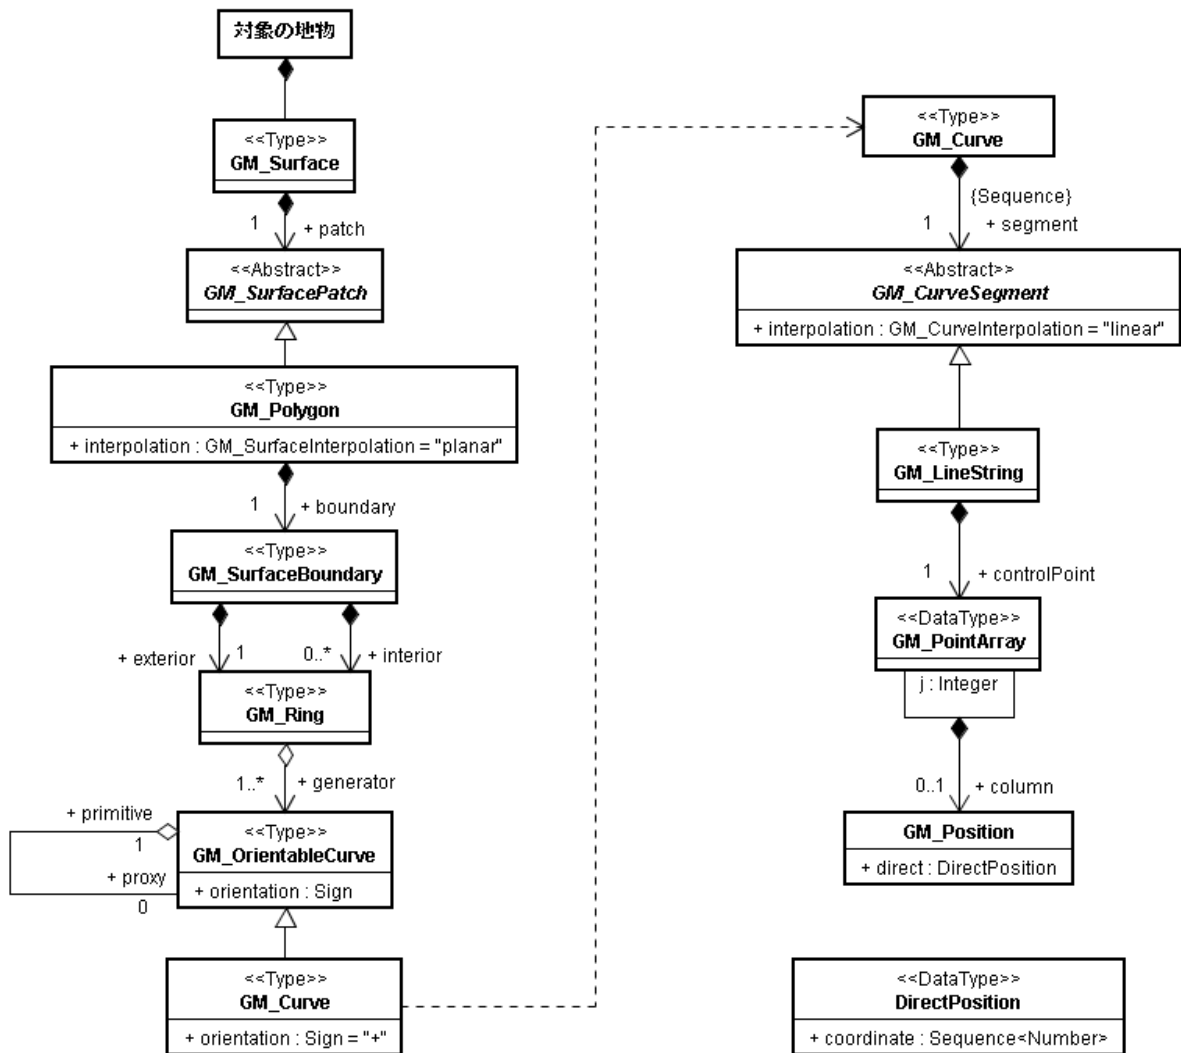 対象の地物
<<Type>>
GM_Surface
1
+ patch
<<Abstract>>
GM_SurfacePatch
<<Type>>
GM_Polygon
+ interpolation : GM_SurfaceInterpolation = "planar"
1
+ boundary
<<Type>>
GM_SurfaceBoundary
+ exterior
1
0..*
+ interior
<<Type>>
GM_Ring
1..*
+ generator
+ primitive
1
+ proxy
0
<<Type>>
GM_OrientableCurve
+ orientation : Sign
<<Type>>
GM_Curve
+ orientation : Sign = "+"
<<Type>>
GM_Curve
{Sequence}
1
+ segment
<<Abstract>>
GM_CurveSegment
+ interpolation : GM_CurveInterpolation = "linear"
<<Type>>
GM_LineString
1
+ controlPoint
<<DataType>>
GM_PointArray
j : Integer
0..1
+ column
GM_Position
+ direct : DirectPosition
<<DataType>>
DirectPosition
+ coordinate : Sequence<Number>